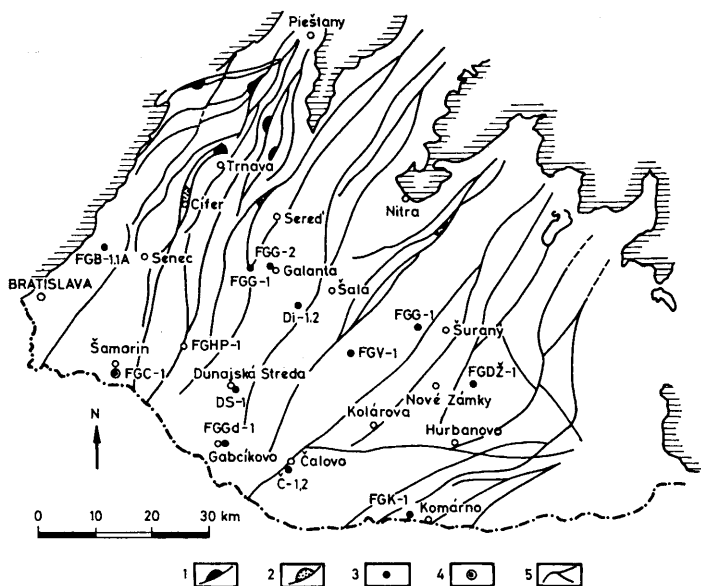 Piešťany
Trnava
Cífer
Nitra
Sereď
FGB-1,1A
Senec
FGG-2
FGG-1
Galanta
BRATISLAVA
Šaľa
Di-1,2
FGG-1
Šurany
Šamarin
FGHP-1
FGV-1
FGC-1
Dunajská Streda
FGDŽ-1
DS-1
Nové Zámky
N
Kolárova
FGGd-1
Hurbanovo
Gabcíkovo
Čalovo
Č-1,2
FGK-1
Komárno
0 10 20 30 km
1 2 3 4 5